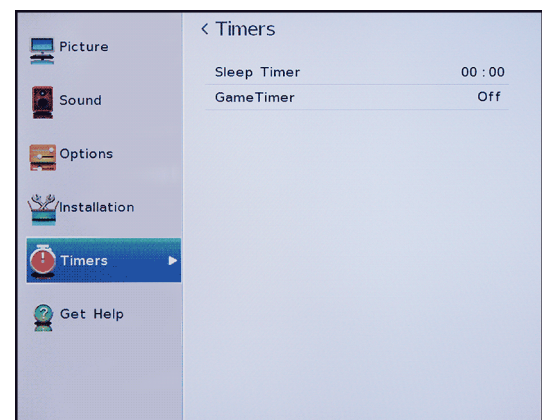 Picture
Sound
Options
Installation
Timers
Get Help
< Timers
Sleep Timer 00 : 00
GameTimer Off